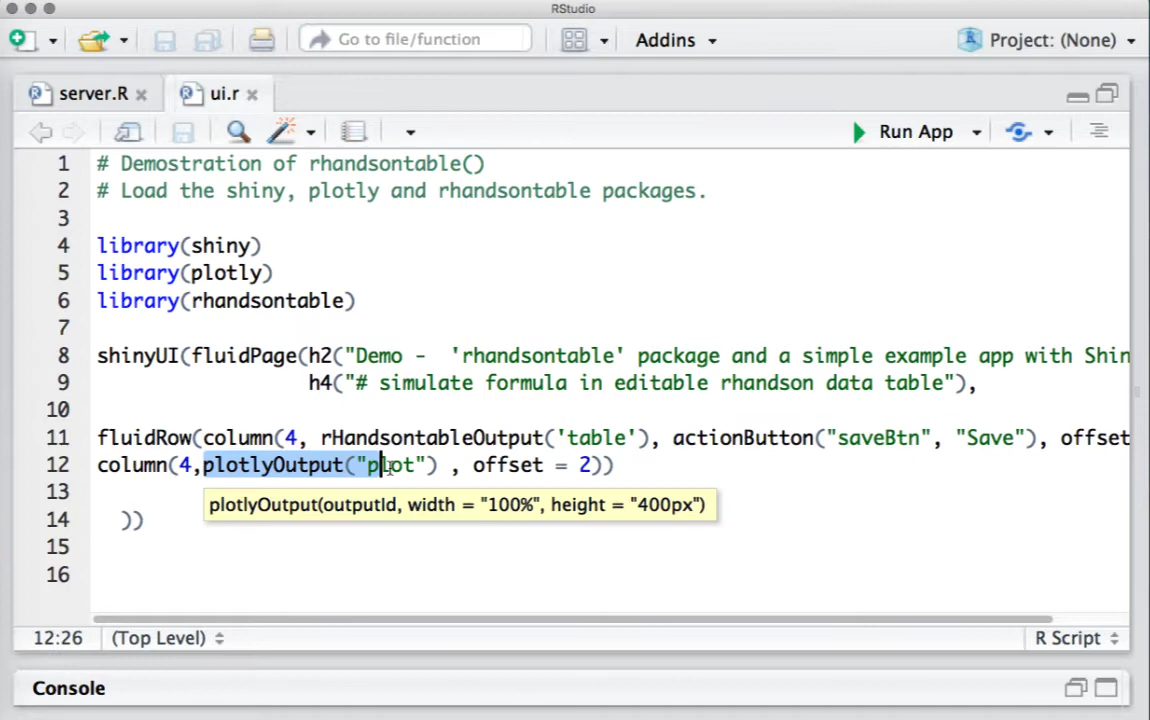 RStudio
Go to file/function
Addins
Project: (None)
server.R
ui.r
Run App
1 # Demostration of rhandsontable()
2 # Load the shiny, plotly and rhandsontable packages.
3
4 library(shiny)
5 library(plotly)
6 library(rhandsontable)
7
8 shinyUI(fluidPage(h2("Demo -  'rhandsontable' package and a simple example app with Shin
9 h4("# simulate formula in editable rhandson data table"),
10
11 fluidRow(column(4, rHandsontableOutput('table'), actionButton("saveBtn", "Save"), offset
12 column(4,plotlyOutput("plot") , offset = 2))
13
plotlyOutput(outputId, width = "100%", height = "400px")
14 ))
15
16
12:26 (Top Level) R Script
Console